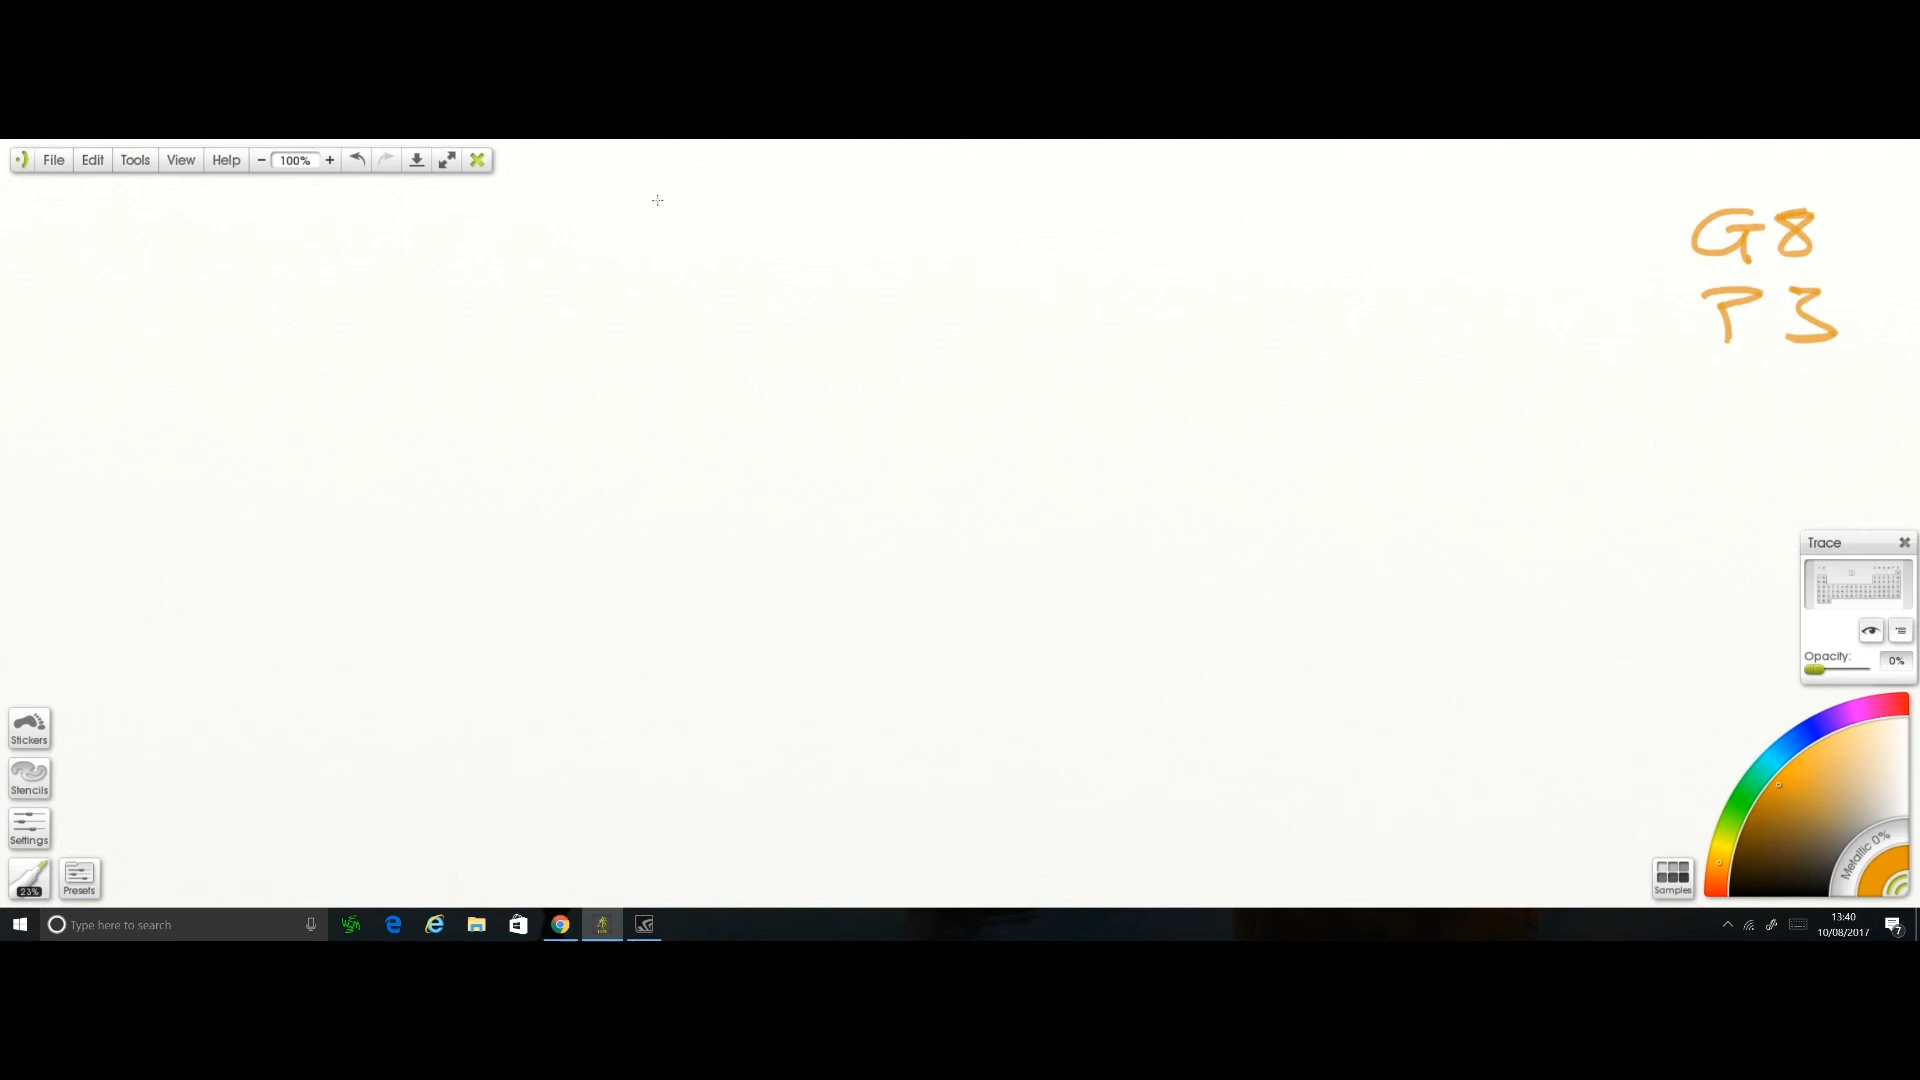 File Edit Tools View Help − 100% +
G8
P3
Trace
Opacity: 0%
Stickers
Stencils
Settings
23% Presets
Metallic 0%
Samples
Type here to search
13:40
10/08/2017
7